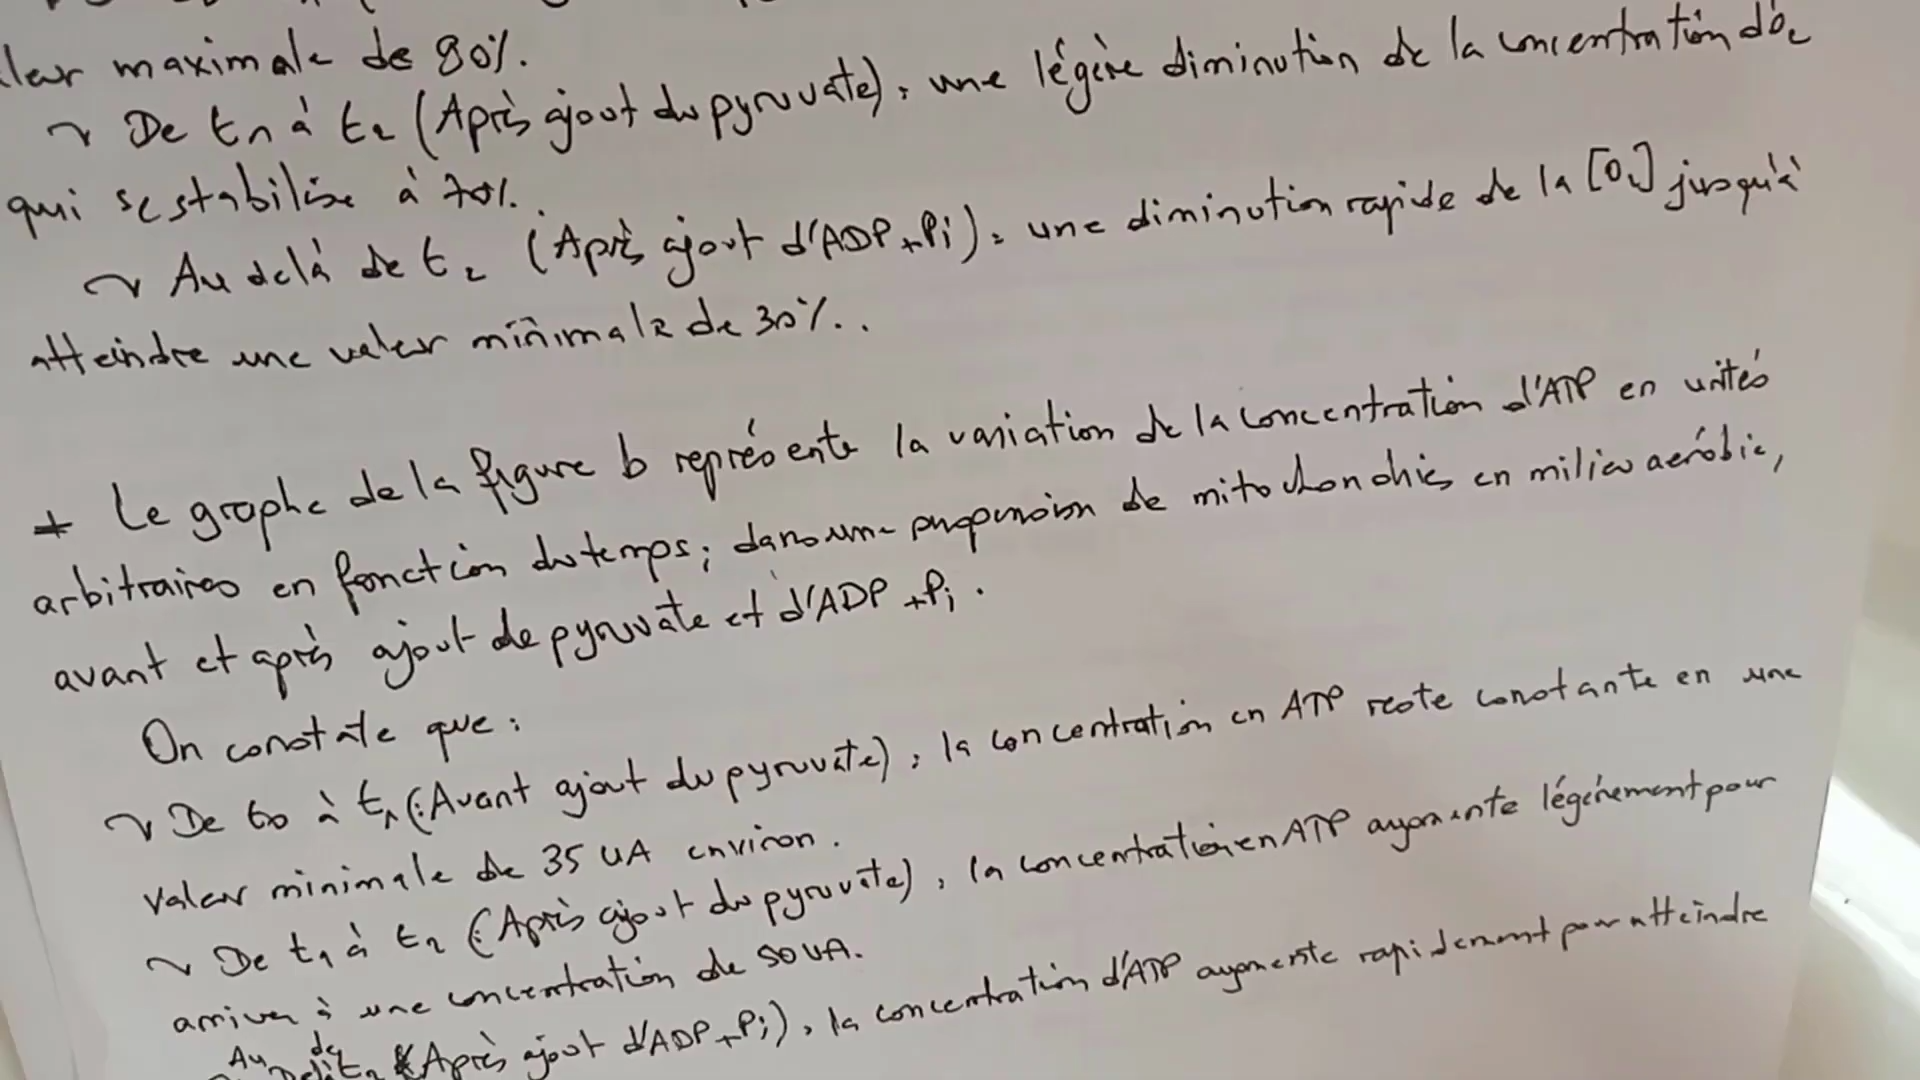 leur maximale de 80%.
De t1 à t2 (Après ajout du pyruvate), une légère diminution de la concentration d'O2
qui se stabilise à 70%.
Au delà de t2 (Après ajout d'ADP+Pi), une diminution rapide de la [O2] jusqu'à
atteindre une valeur minimale de 30%..
+ Le graphe de la figure b représente la variation de la concentration d'ATP en unités
arbitraires en fonction du temps; dans une de mitochondries en milieu aérobie,
avant et après ajout de pyruvate et d'ADP+Pi.
On constate que:
De t0 à t1 (:Avant ajout du pyruvate), la concentration en ATP reste constante en une
valeur minimale de 35 UA environ.
De t1 à t2 (:Après ajout du pyruvate), la concentration en ATP augmente légèrement pour
arriver à une concentration de 50 UA.
Au de t2 (Après ajout d'ADP+Pi), la concentration d'ATP augmente rapidement pour atteindre